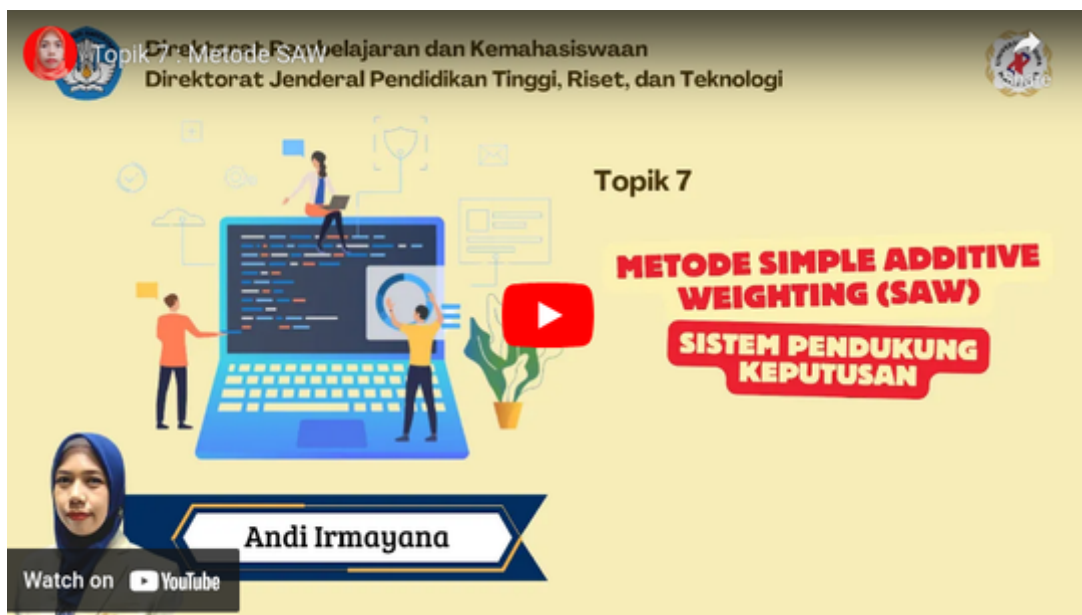 Topik 7 : Metode SAW
Direktorat Pembelajaran dan Kemahasiswaan
Direktorat Jenderal Pendidikan Tinggi, Riset, dan Teknologi
Share
Topik 7
METODE SIMPLE ADDITIVE
WEIGHTING (SAW)
SISTEM PENDUKUNG
KEPUTUSAN
Andi Irmayana
Watch on YouTube